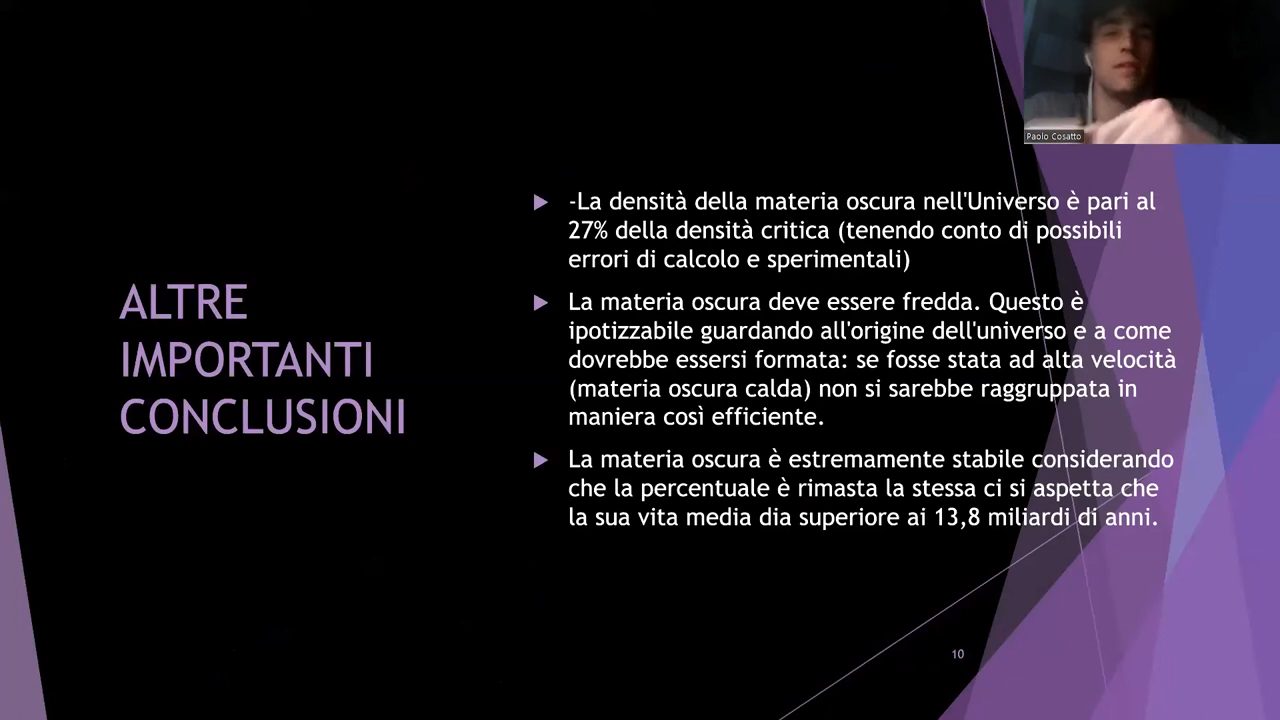 Paolo Cosatto
ALTRE
IMPORTANTI
CONCLUSIONI
-La densità della materia oscura nell'Universo è pari al
27% della densità critica (tenendo conto di possibili
errori di calcolo e sperimentali)
La materia oscura deve essere fredda. Questo è
ipotizzabile guardando all'origine dell'universo e a come
dovrebbe essersi formata: se fosse stata ad alta velocità
(materia oscura calda) non si sarebbe raggruppata in
maniera così efficiente.
La materia oscura è estremamente stabile considerando
che la percentuale è rimasta la stessa ci si aspetta che
la sua vita media dia superiore ai 13,8 miliardi di anni.
10